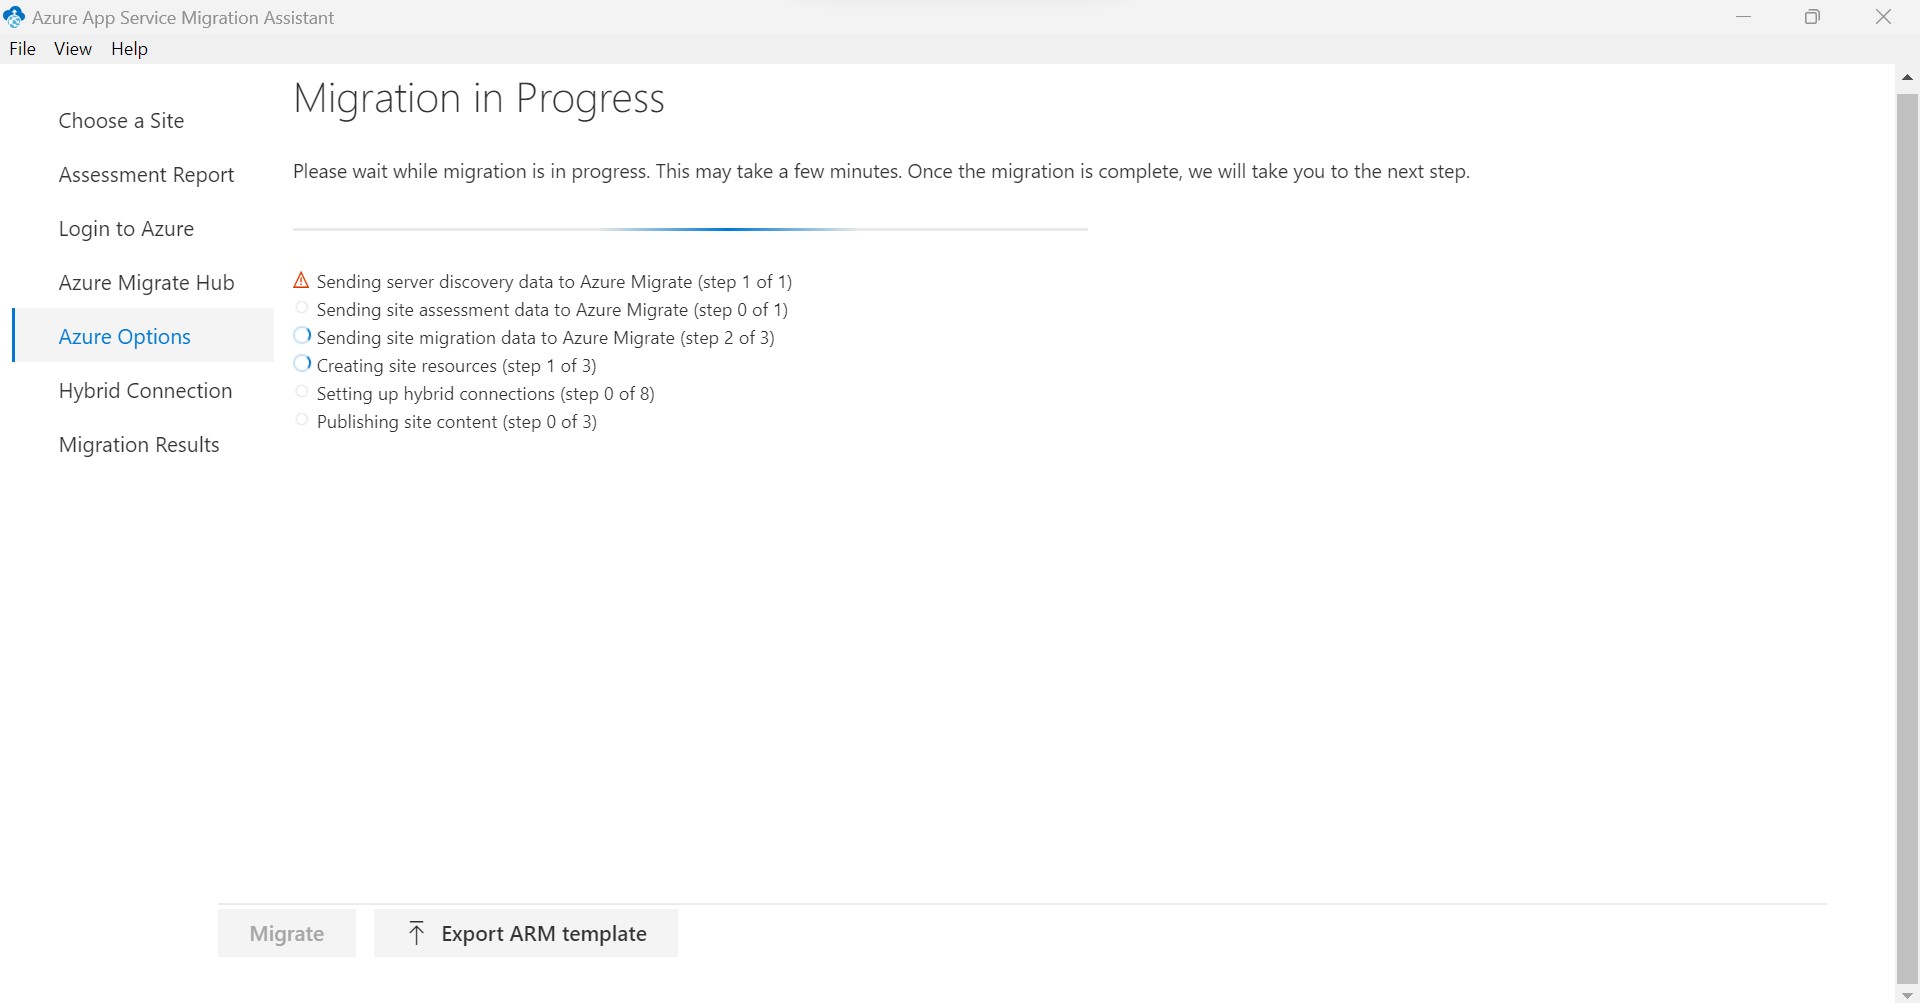 Azure App Service Migration Assistant
File View Help
Migration in Progress
Choose a Site
Assessment Report
Login to Azure
Azure Migrate Hub
Azure Options
Hybrid Connection
Migration Results
Please wait while migration is in progress. This may take a few minutes. Once the migration is complete, we will take you to the next step.
Sending server discovery data to Azure Migrate (step 1 of 1)
Sending site assessment data to Azure Migrate (step 0 of 1)
Sending site migration data to Azure Migrate (step 2 of 3)
Creating site resources (step 1 of 3)
Setting up hybrid connections (step 0 of 8)
Publishing site content (step 0 of 3)
Migrate
Export ARM template